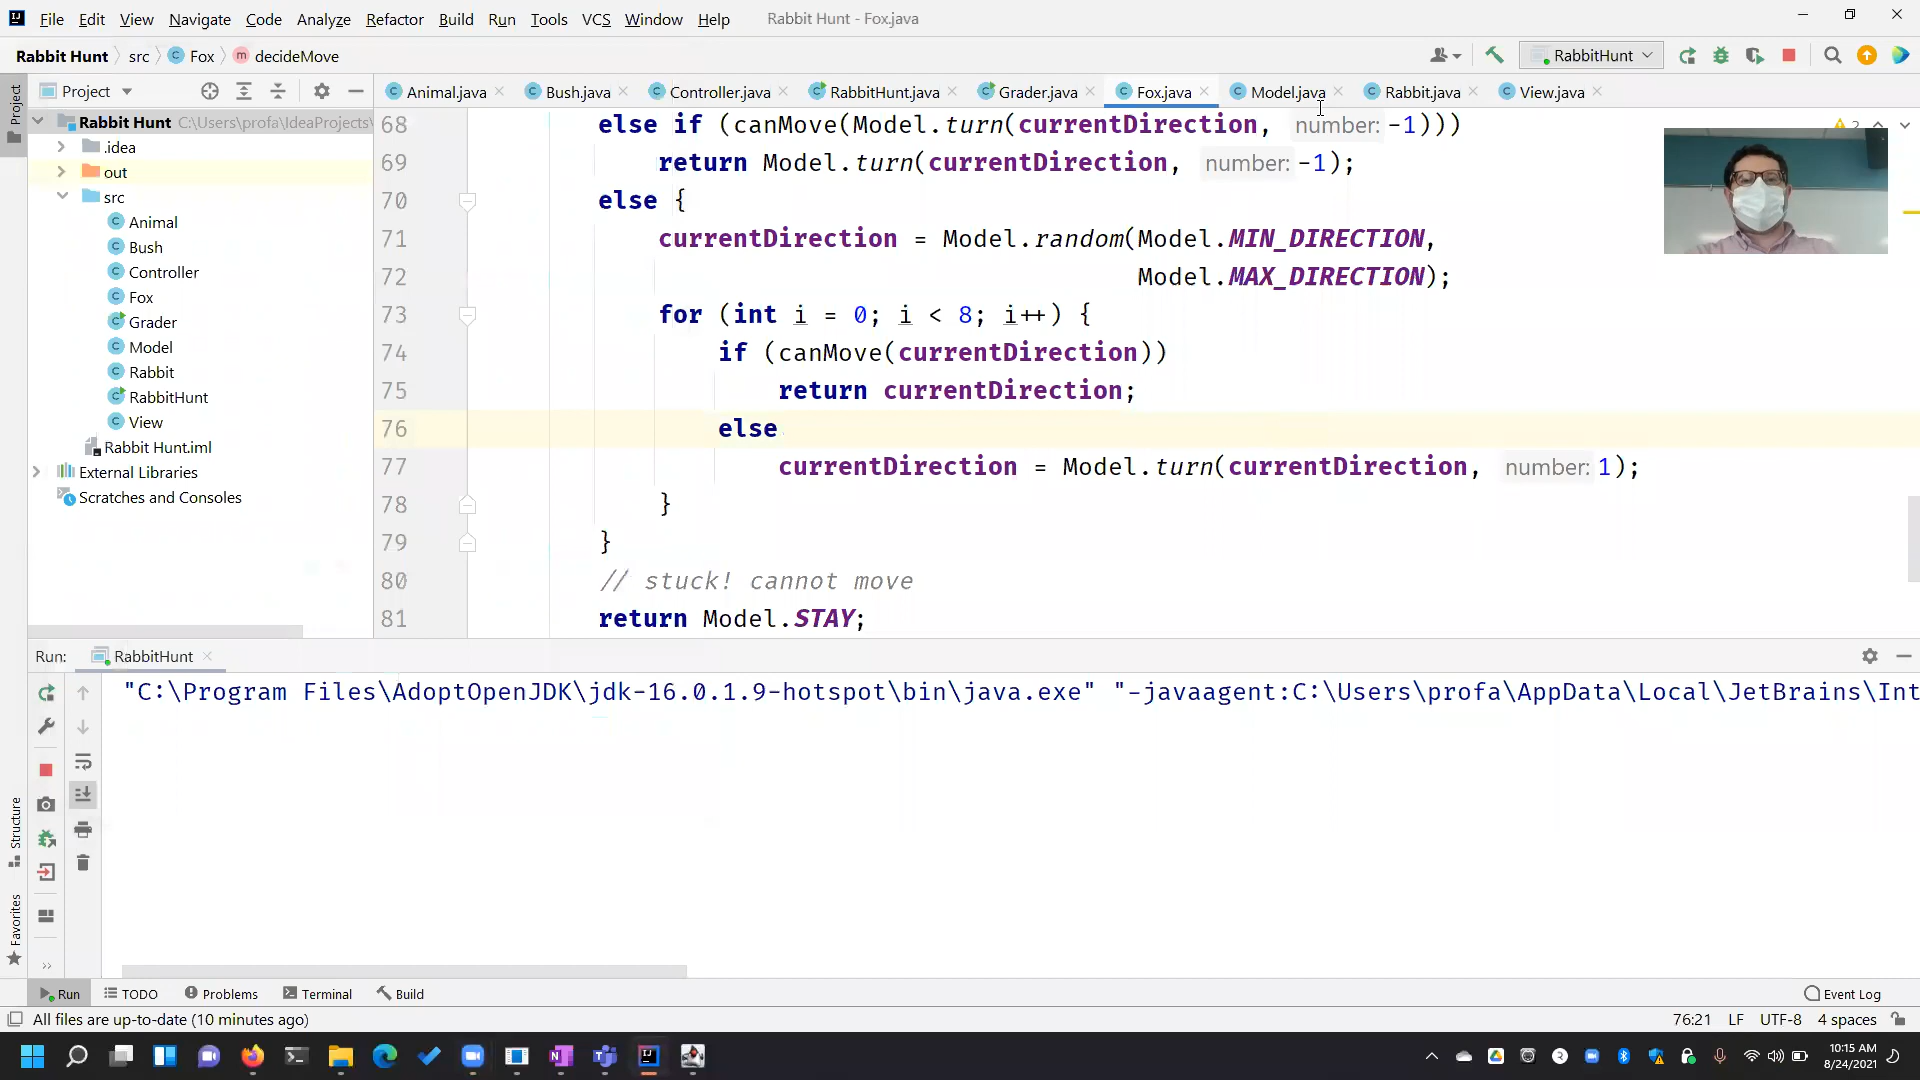 File Edit View Navigate Code Analyze Refactor Build Run Tools VCS Window Help Rabbit Hunt - Fox.java
Rabbit Hunt src Fox decideMove RabbitHunt
Project
Project
Animal.java Bush.java Controller.java RabbitHunt.java Grader.java Fox.java Model.java Rabbit.java View.java
Rabbit Hunt C:\Users\profa\IdeaProjects\
.idea
out
src
Animal
Bush
Controller
Fox
Grader
Model
Rabbit
RabbitHunt
View
Rabbit Hunt.iml
External Libraries
Scratches and Consoles
68 else if (canMove(Model.turn(currentDirection, number: -1)))
69 return Model.turn(currentDirection, number: -1);
70 else {
71 currentDirection = Model.random(Model.MIN_DIRECTION,
72 Model.MAX_DIRECTION);
73 for (int i = 0; i < 8; i++) {
74 if (canMove(currentDirection))
75 return currentDirection;
76 else
77 currentDirection = Model.turn(currentDirection, number: 1);
78 }
79 }
80 // stuck! cannot move
81 return Model.STAY;
2
Run: RabbitHunt
"C:\Program Files\AdoptOpenJDK\jdk-16.0.1.9-hotspot\bin\java.exe" "-javaagent:C:\Users\profa\AppData\Local\JetBrains\Int
Structure
Favorites
Run TODO Problems Terminal Build Event Log
All files are up-to-date (10 minutes ago) 76:21 LF UTF-8 4 spaces
10:15 AM
8/24/2021